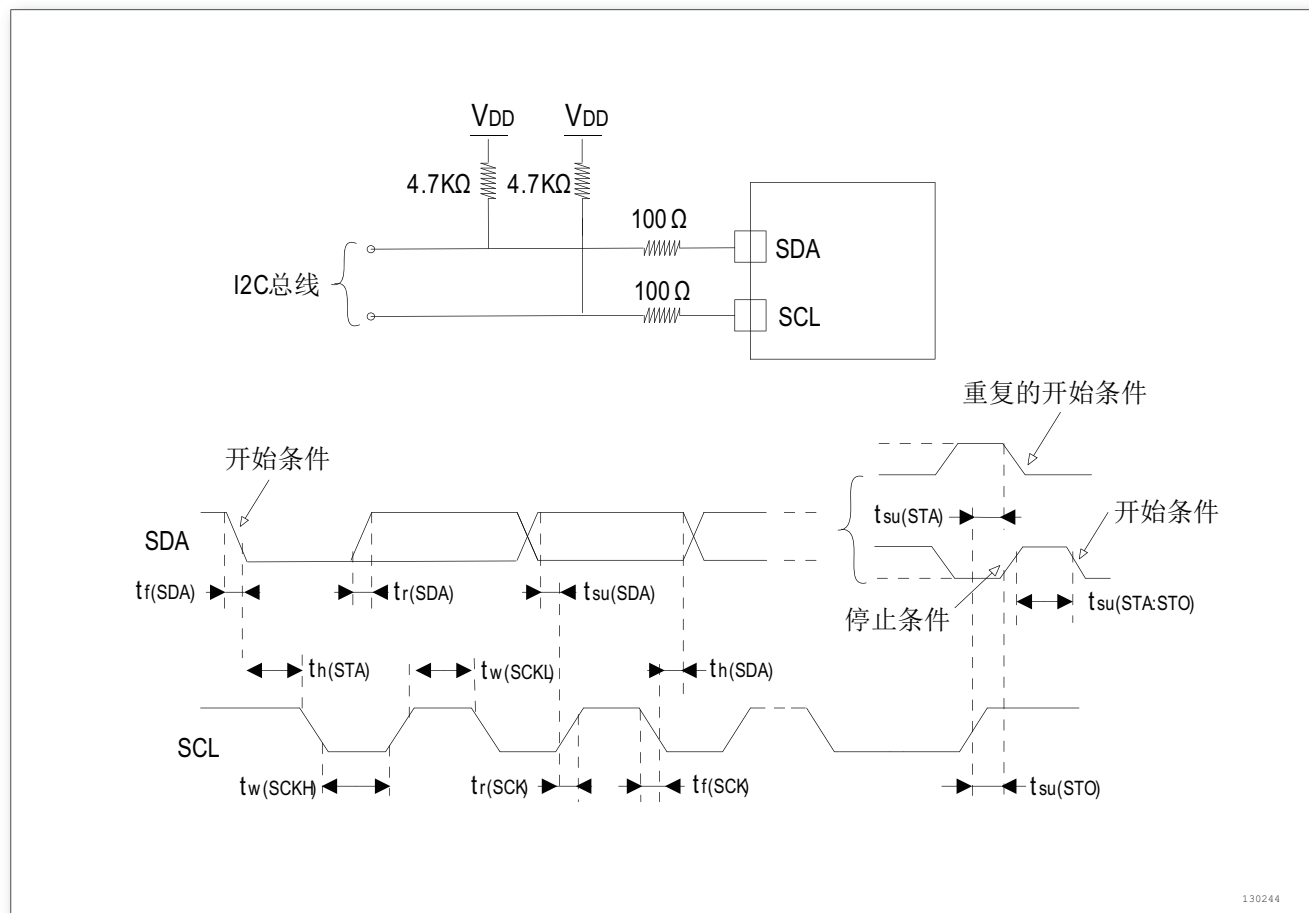 VDD VDD
4.7KΩ 4.7KΩ
100 Ω
SDA
I2C总线
100 Ω
SCL
重复的开始条件
开始条件
tsu(STA)
开始条件
SDA
tf(SDA) tr(SDA) tsu(SDA)
停止条件
tsu(STA:STO)
th(STA) tw(SCKL) th(SDA)
SCL
tw(SCKH) tr(SCK) tf(SCK) tsu(STO)
130244